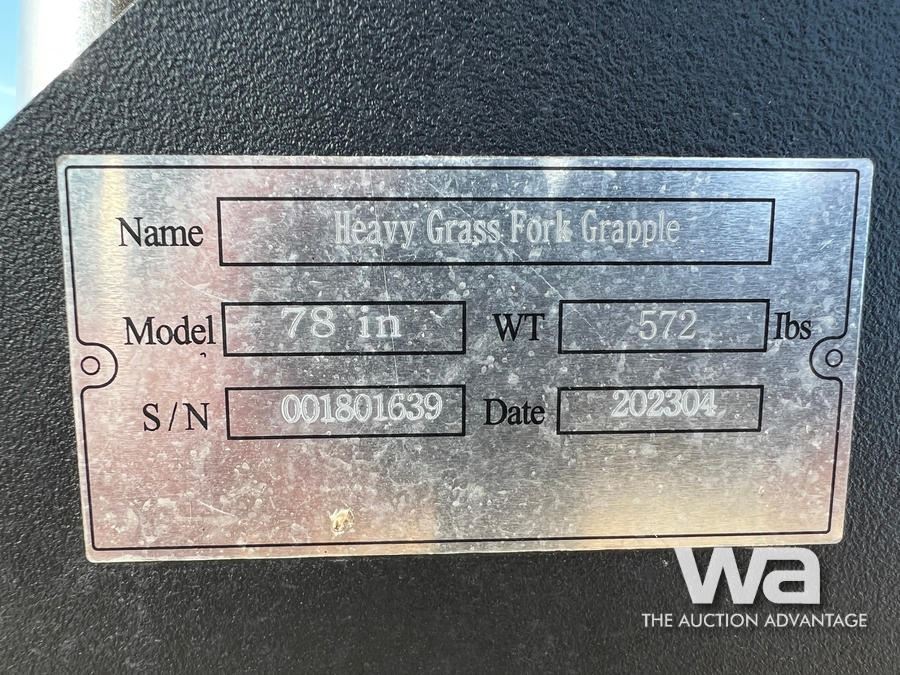 Name Heavy Grass Fork Grapple
Model 78 in WT 572 lbs
S/N 001801639 Date 202304
wa
THE AUCTION ADVANTAGE